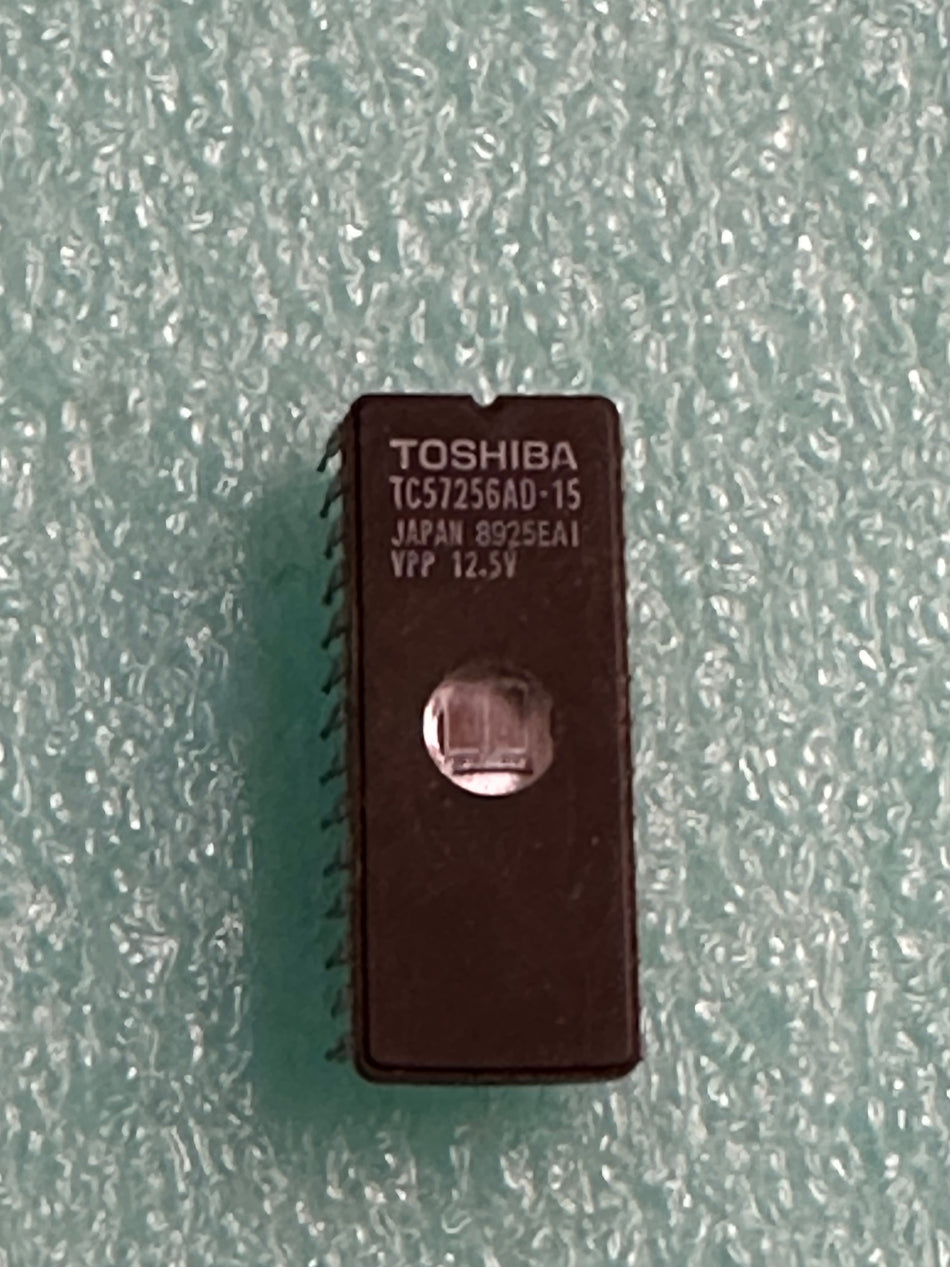 TOSHIBA
TC57256AD-15
JAPAN 8925EAI
VPP 12.5V